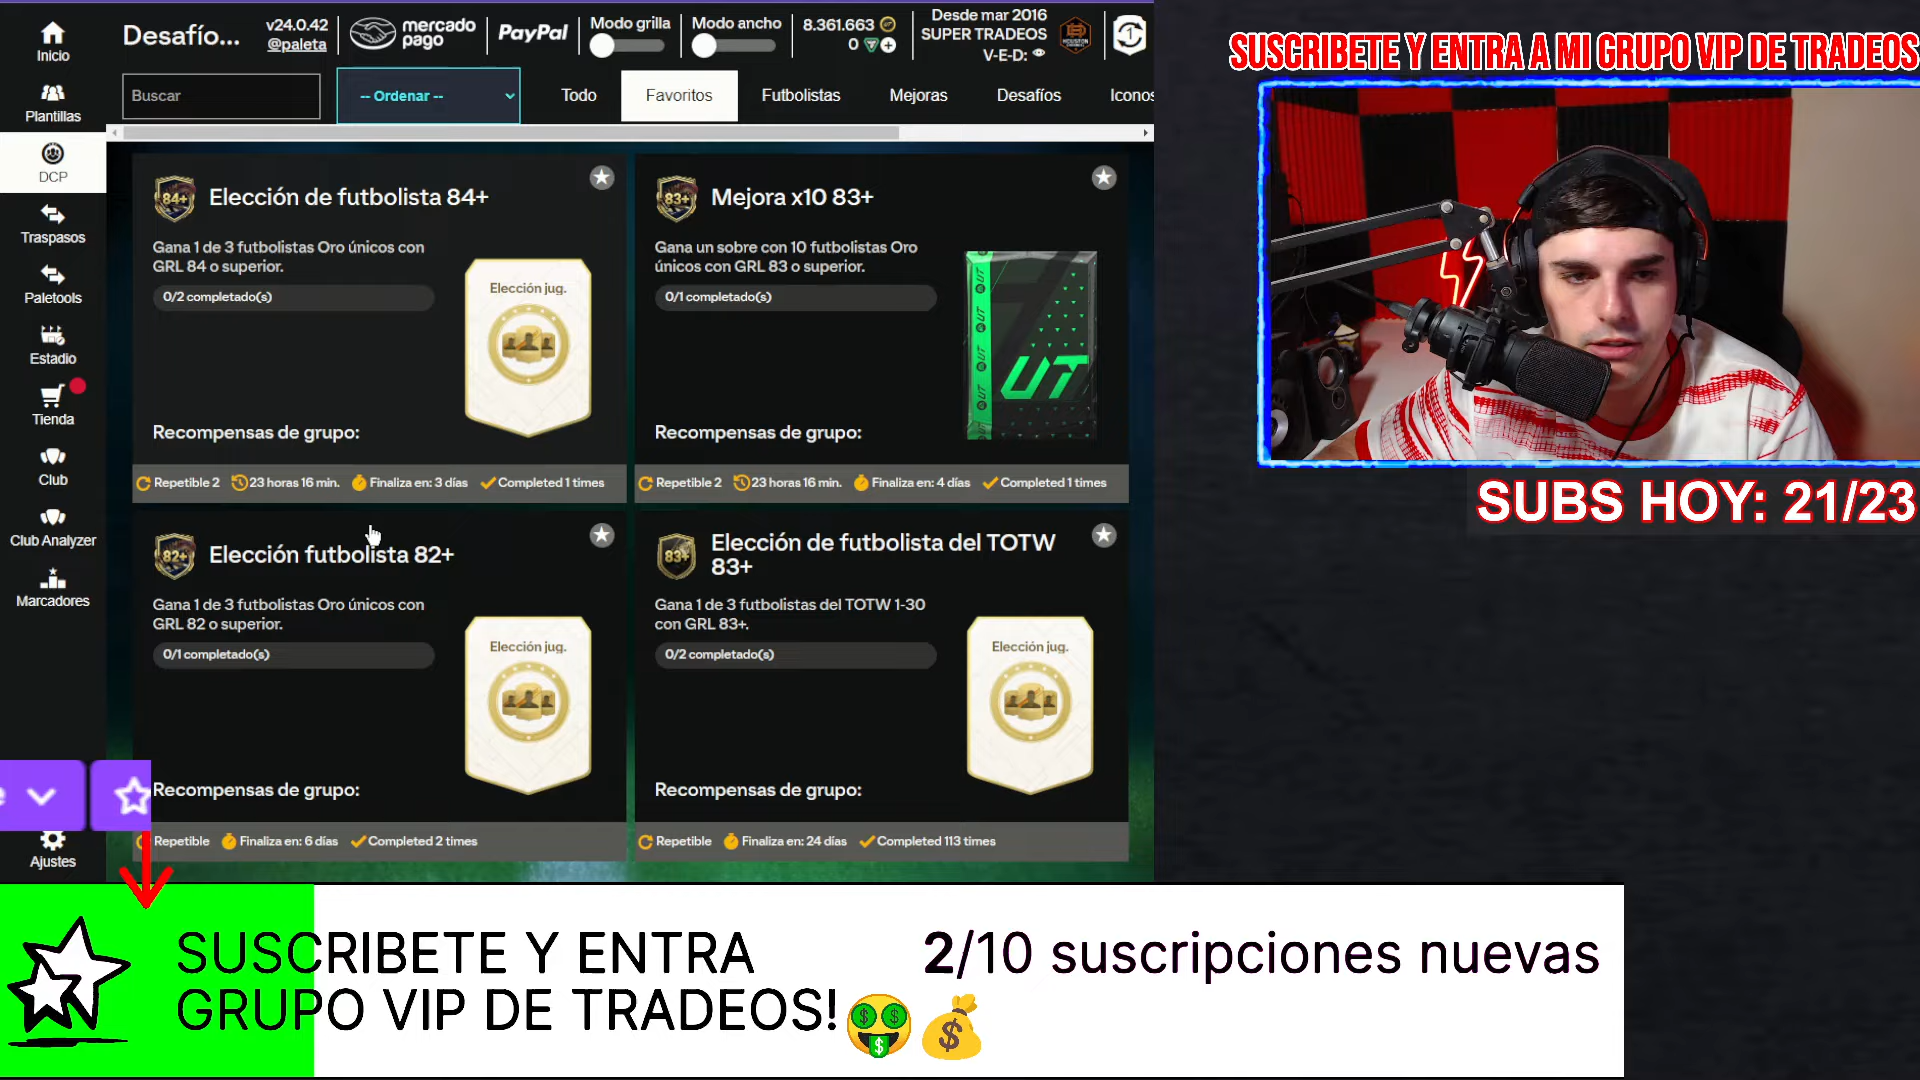 Inicio
Plantillas
DCP
Traspasos
Paletools
Estadio
Tienda
Club
Club Analyzer
Marcadores
Ajustes
Desafío...
v24.0.42
@paleta
mercado
pago
PayPal
Modo grilla
Modo ancho
8.361.663
0
Desde mar 2016
SUPER TRADEOS
V-E-D:
1
Buscar
-- Ordenar --
Todo
Favoritos
Futbolistas
Mejoras
Desafíos
Iconos
84+
Elección de futbolista 84+
Gana 1 de 3 futbolistas Oro únicos con
GRL 84 o superior.
0/2 completado(s)
Elección jug.
Recompensas de grupo:
Repetible 2 23 horas 16 min. Finaliza en: 3 días Completed 1 times
83+
Mejora x10 83+
Gana un sobre con 10 futbolistas Oro
únicos con GRL 83 o superior.
0/1 completado(s)
UT
UT
UT
UT
UT
Recompensas de grupo:
Repetible 2 23 horas 16 min. Finaliza en: 4 días Completed 1 times
82+
Elección futbolista 82+
Gana 1 de 3 futbolistas Oro únicos con
GRL 82 o superior.
0/1 completado(s)
Elección jug.
Recompensas de grupo:
Repetible Finaliza en: 6 días Completed 2 times
83+
Elección de futbolista del TOTW
83+
Gana 1 de 3 futbolistas del TOTW 1-30
con GRL 83+.
0/2 completado(s)
Elección jug.
Recompensas de grupo:
Repetible Finaliza en: 24 días Completed 113 times
SUSCRIBETE Y ENTRA A MI GRUPO VIP DE TRADEOS
SUBS HOY: 21/23
SUSCRIBETE Y ENTRA
GRUPO VIP DE TRADEOS!
2/10 suscripciones nuevas